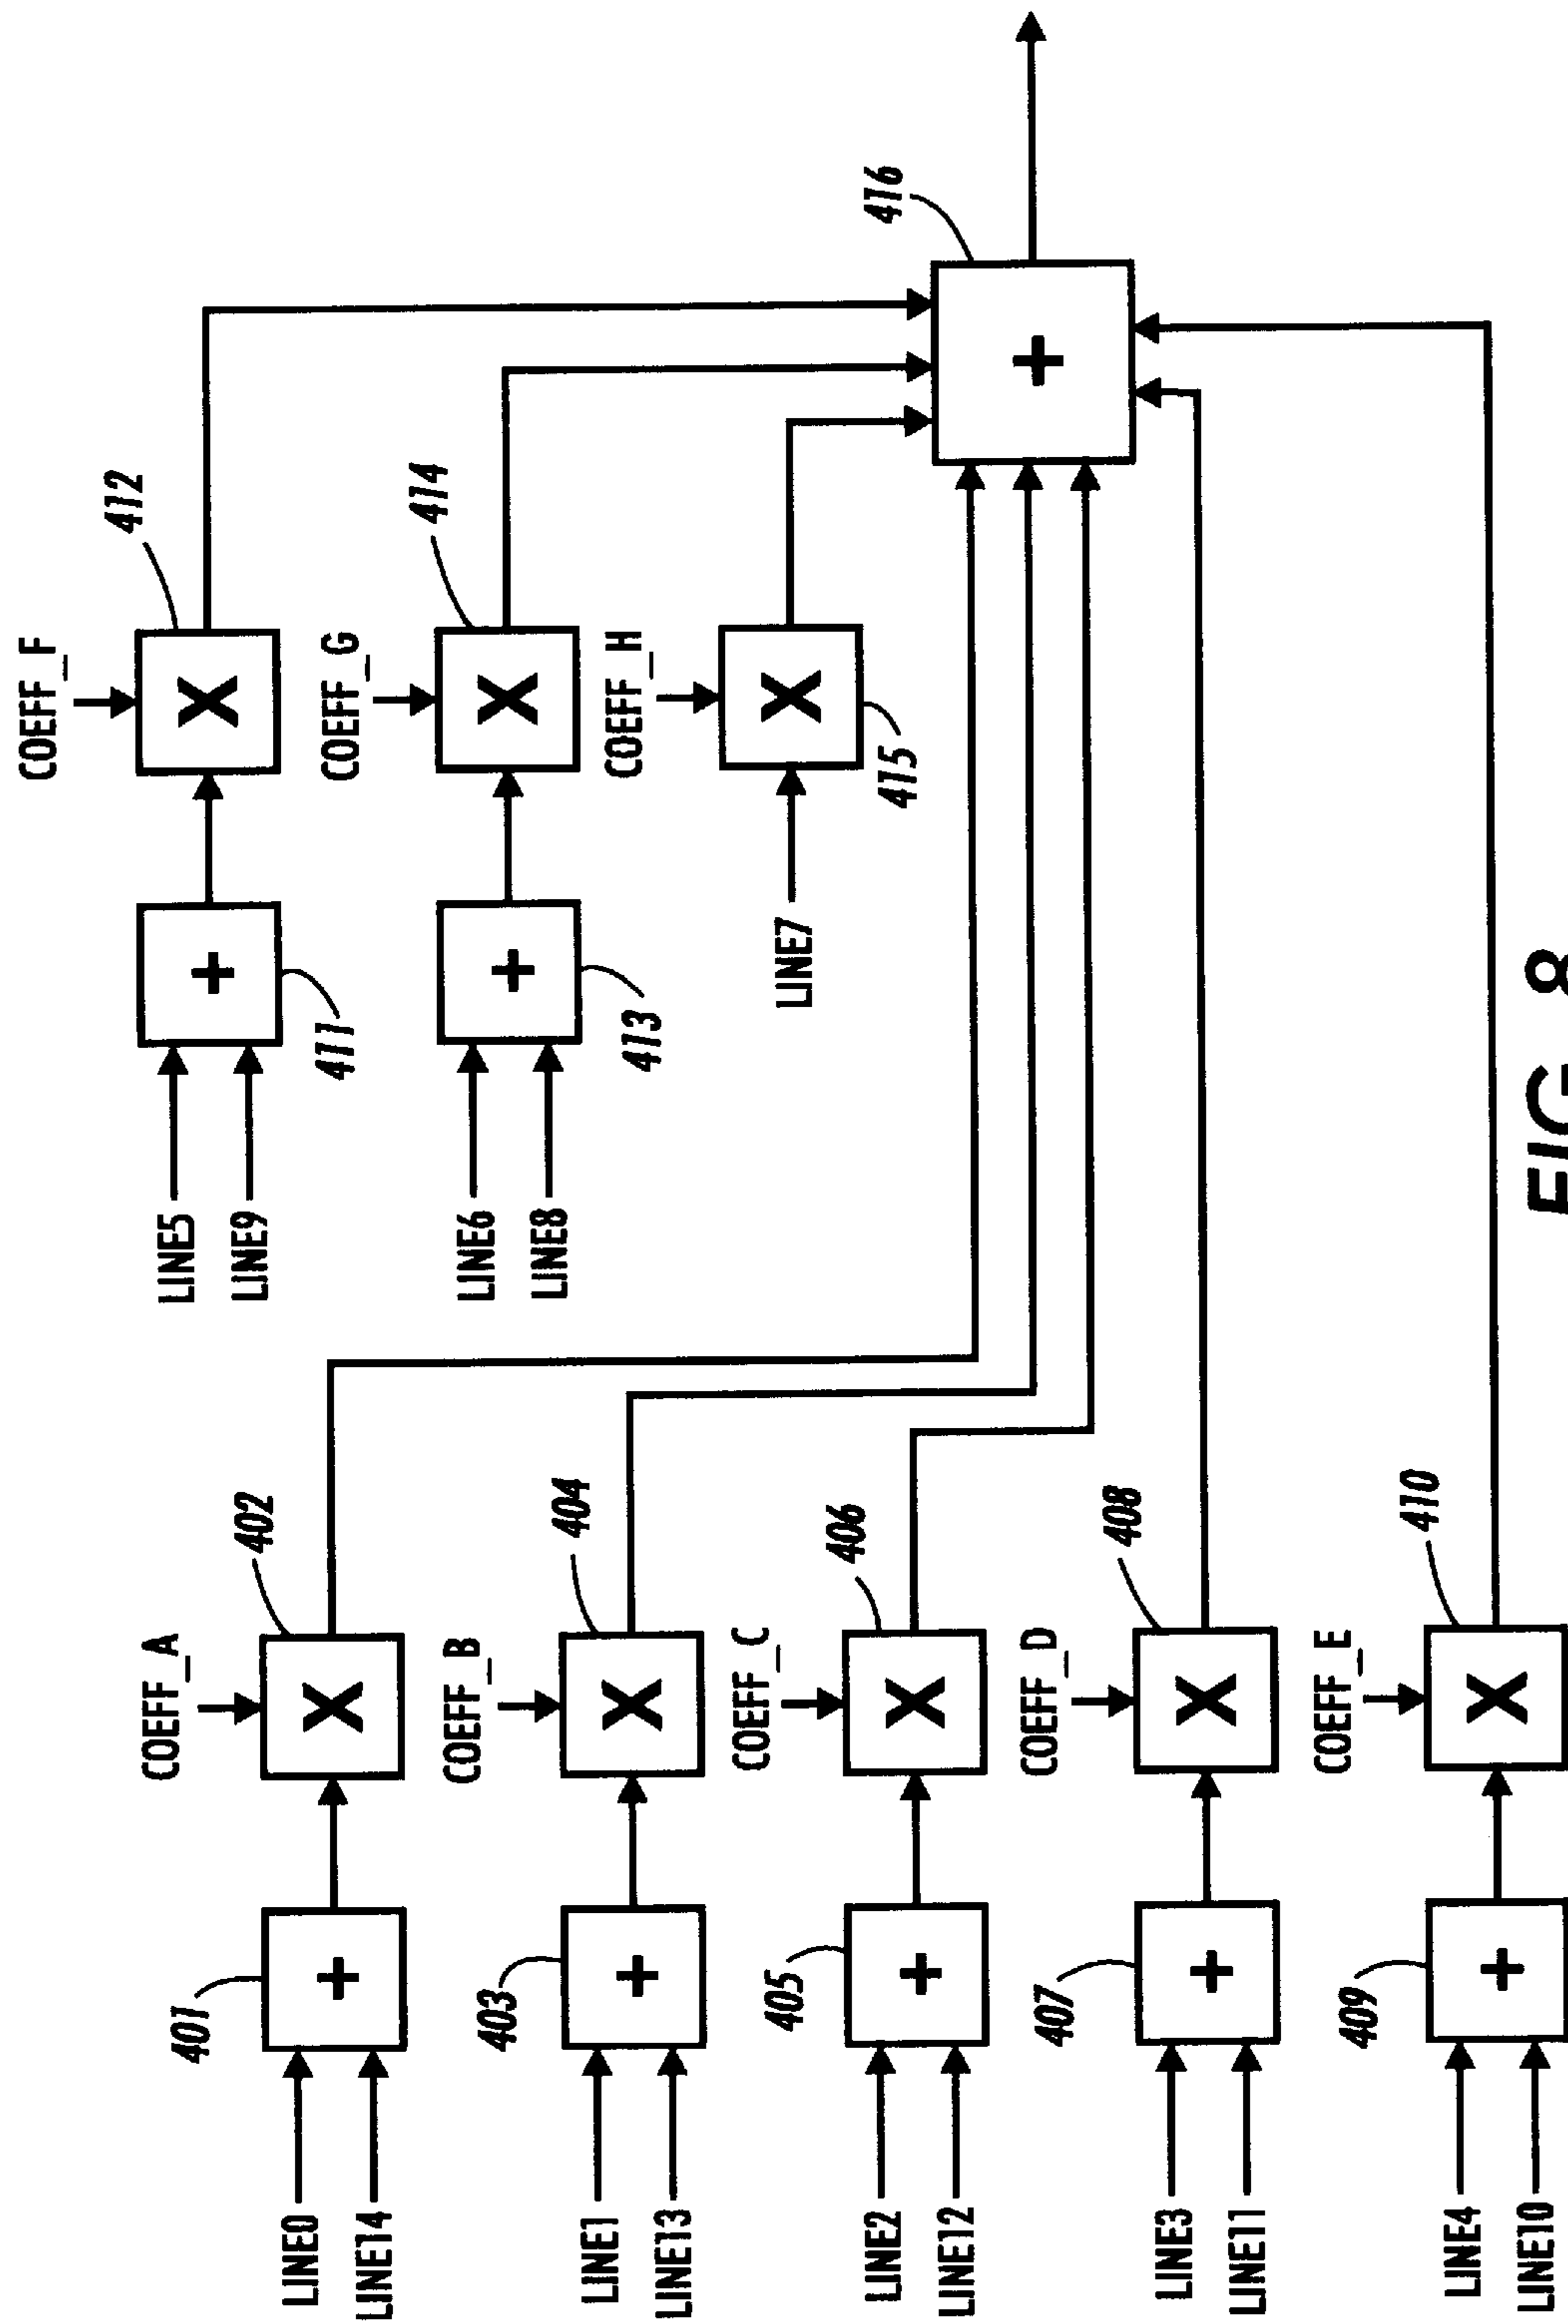 COEFF_F
412
LINE5
LINE9
411
COEFF_G
414
LINE6
LINE8
413
COEFF_H
LINE7
415
416
COEFF_A
402
401
LINE0
LINE14
COEFF_B
404
403
LINE1
LINE13
COEFF_C
406
405
LINE2
LINE12
COEFF_D
408
407
LINE3
LINE11
COEFF_E
410
409
LINE4
LINE10
FIG. 8